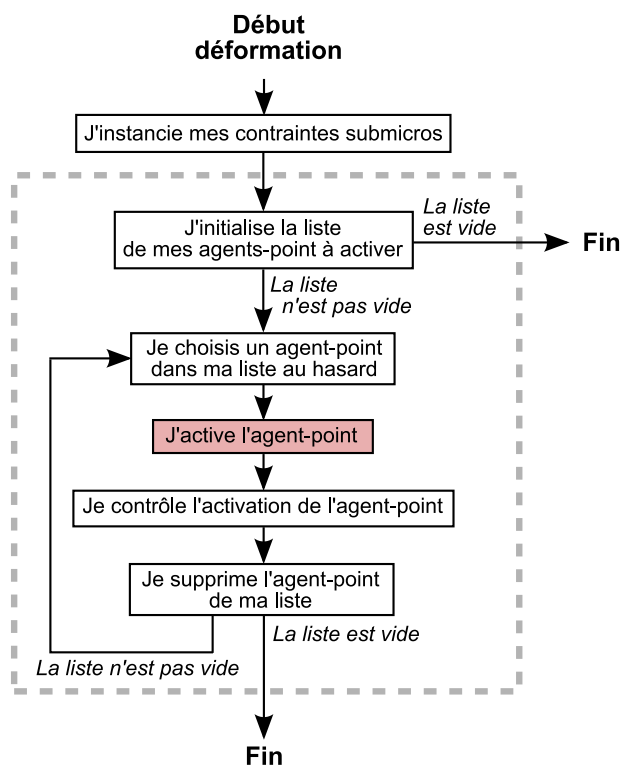 Début
déformation
J'instancie mes contraintes submicros
J'initialise la liste
de mes agents-point à activer
La liste
est vide
Fin
La liste
n'est pas vide
Je choisis un agent-point
dans ma liste au hasard
J'active l'agent-point
Je contrôle l'activation de l'agent-point
Je supprime l'agent-point
de ma liste
La liste est vide
La liste n'est pas vide
Fin